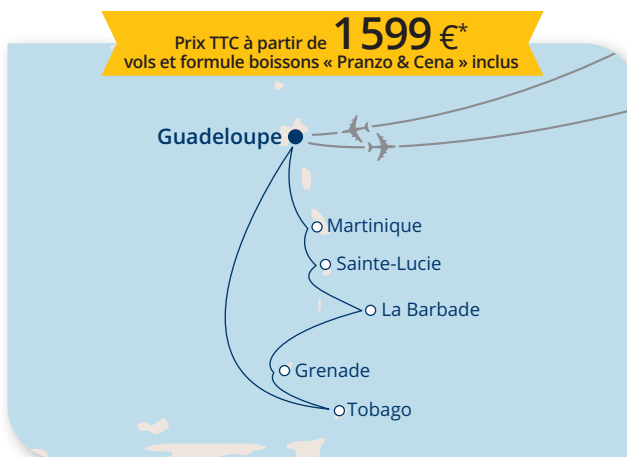 Prix TTC à partir de 1 599 €*
vols et formule boissons « Pranzo & Cena » inclus
Guadeloupe
Martinique
Sainte-Lucie
La Barbade
Grenade
Tobago